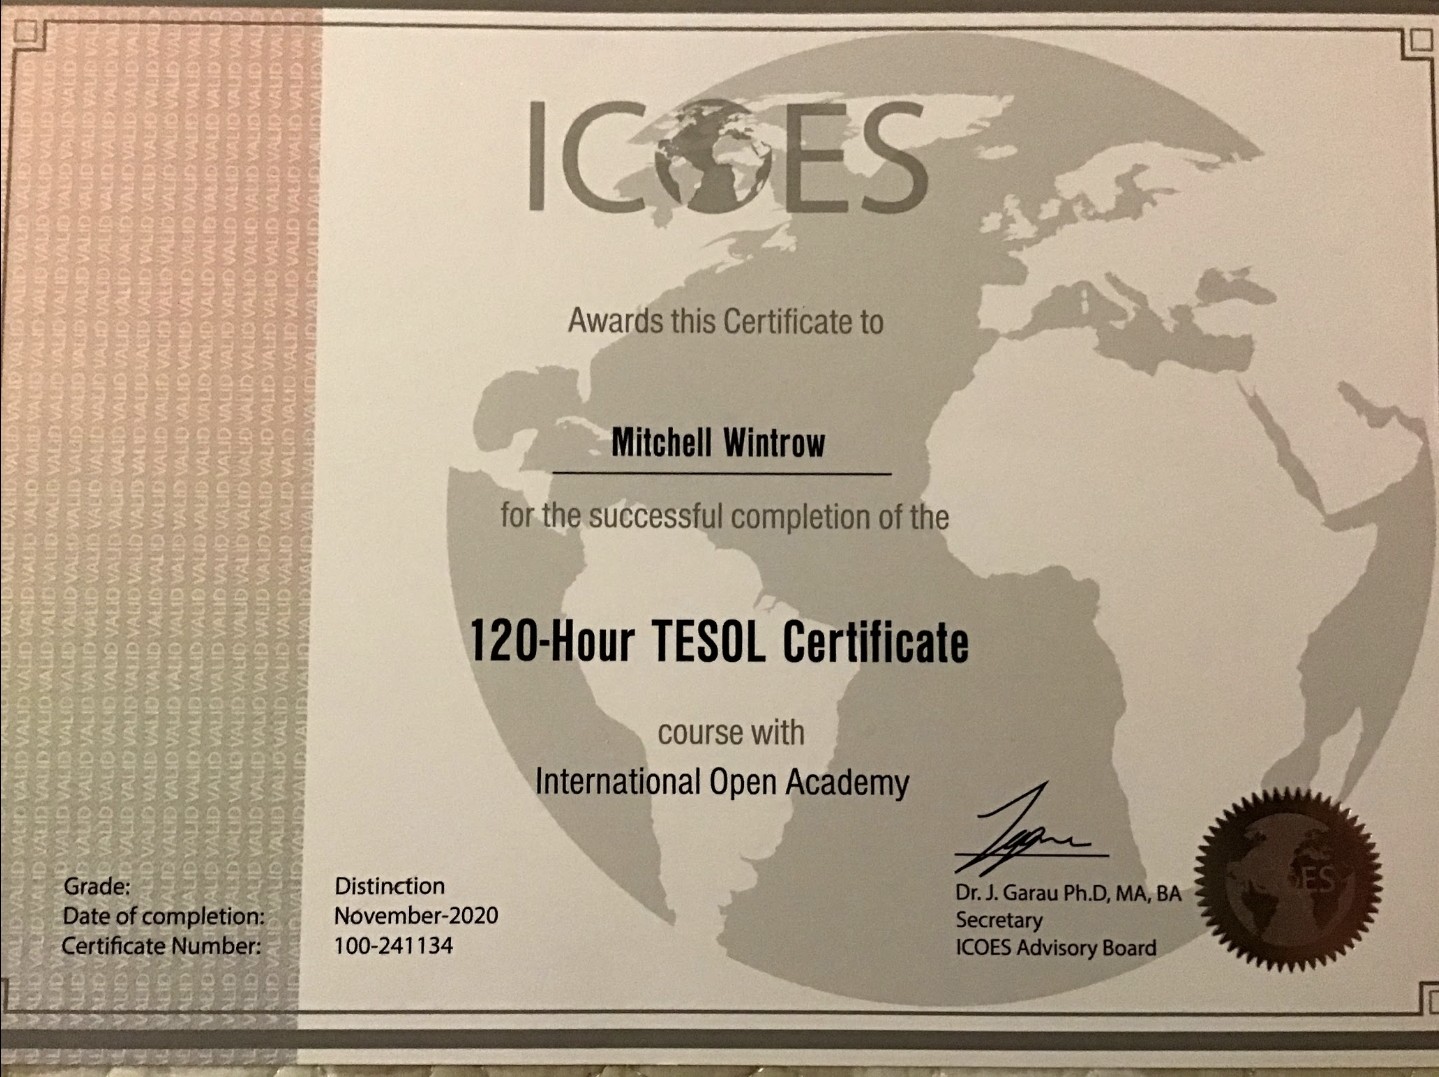 ICOES
Awards this Certificate to
Mitchell Wintrow
for the successful completion of the
120-Hour TESOL Certificate
course with
International Open Academy
Grade: Distinction
Date of completion: November-2020
Certificate Number: 100-241134
Dr. J. Garau Ph.D, MA, BA
Secretary
ICOES Advisory Board